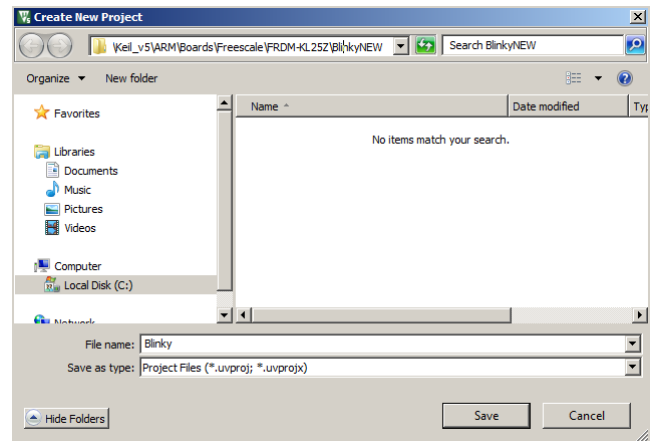 Create New Project
\Keil_v5\ARM\Boards\Freescale\FRDM-KL25Z\BlinkyNEW
Search BlinkyNEW
Organize
New folder
Favorites
Name
Date modified
Typ
No items match your search.
Libraries
Documents
Music
Pictures
Videos
Computer
Local Disk (C:)
Network
File name: Blinky
Save as type: Project Files (*.uvproj; *.uvprojx)
Hide Folders
Save
Cancel